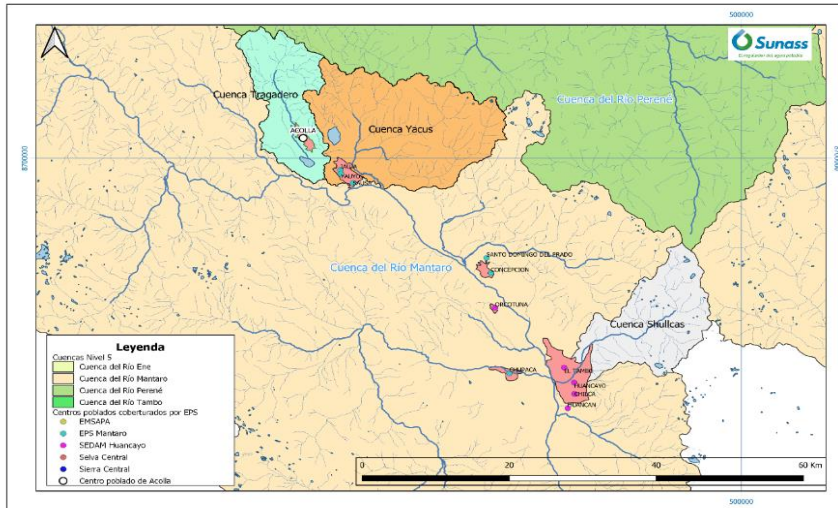 500000
Sunass
Cuenca Tragadero
Cuenca del Río Perené
ACOLLA
Cuenca Yacus
SANTO DOMINGO DEL PRADO
Cuenca del Río Mantaro
CONCEPCION
ORCOTUNA
Cuenca Shullcas
CHUPACA
EL TAMBO
HUANCAYO
CHILCA
HUANCAN
Leyenda
Cuencas Nivel 5
Cuenca del Río Ene
Cuenca del Río Mantaro
Cuenca del Río Perené
Cuenca del Río Tambo
Centros poblados coberturados por EPS
EMSAPA
EPS Mantaro
SEDAM Huancayo
Selva Central
Sierra Central
Centro poblado de Acolla
0 20 40 60 Km
500000